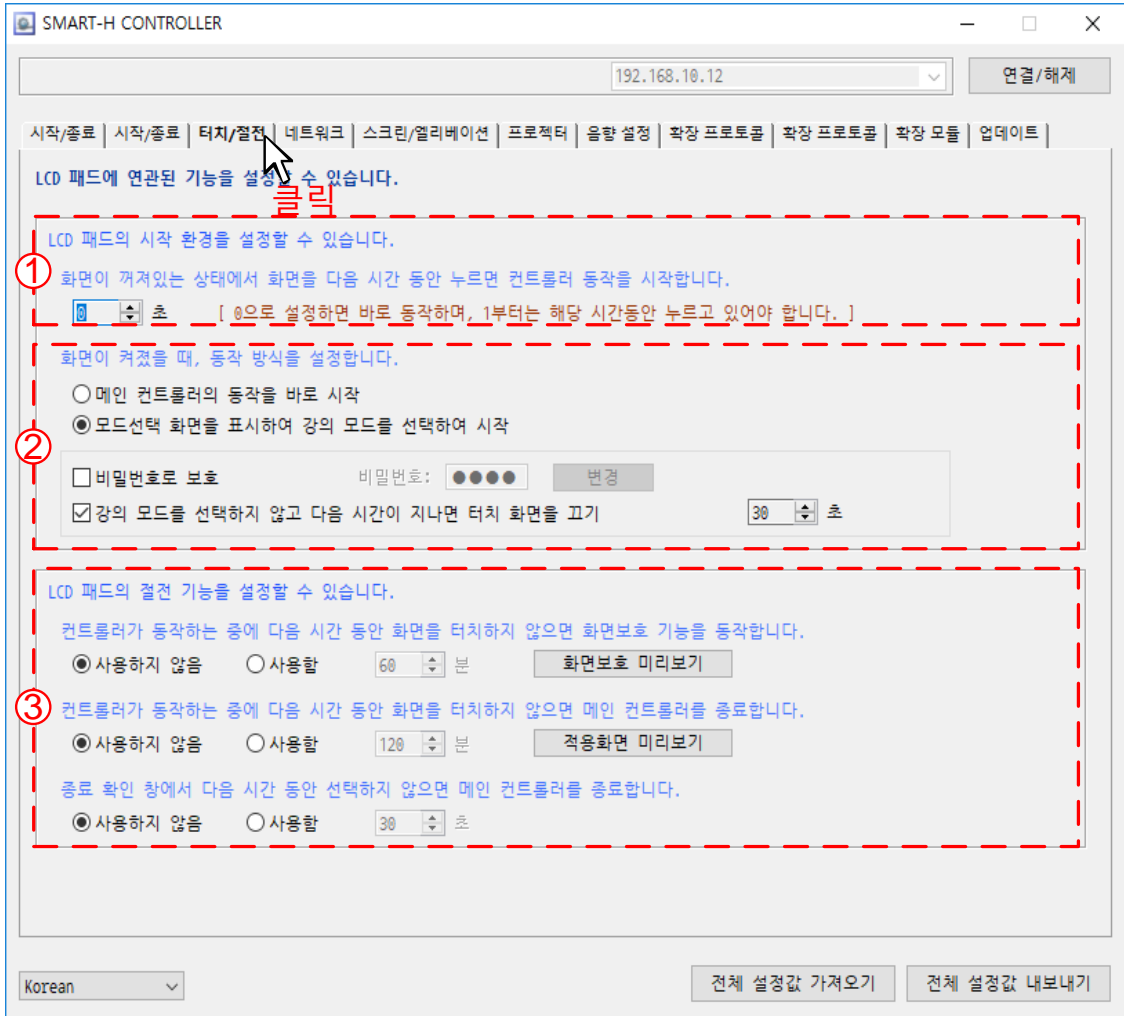 SMART-H CONTROLLER
192.168.10.12
연결/해제
시작/종료 시작/종료 터치/절전 네트워크 스크린/엘리베이션 프로젝터 음향 설정 확장 프로토콜 확장 프로토콜 확장 모듈 업데이트
LCD 패드에 연관된 기능을 설정할 수 있습니다.
클릭
LCD 패드의 시작 환경을 설정할 수 있습니다.
①
화면이 꺼져있는 상태에서 화면을 다음 시간 동안 누르면 컨트롤러 동작을 시작합니다.
0 초 [ 0으로 설정하면 바로 동작하며, 1부터는 해당 시간동안 누르고 있어야 합니다. ]
화면이 켜졌을 때, 동작 방식을 설정합니다.
메인 컨트롤러의 동작을 바로 시작
모드선택 화면을 표시하여 강의 모드를 선택하여 시작
②
비밀번호로 보호 비밀번호: ●●●● 변경
강의 모드를 선택하지 않고 다음 시간이 지나면 터치 화면을 끄기 30 초
LCD 패드의 절전 기능을 설정할 수 있습니다.
컨트롤러가 동작하는 중에 다음 시간 동안 화면을 터치하지 않으면 화면보호 기능을 동작합니다.
사용하지 않음 사용함 60 분 화면보호 미리보기
③
컨트롤러가 동작하는 중에 다음 시간 동안 화면을 터치하지 않으면 메인 컨트롤러를 종료합니다.
사용하지 않음 사용함 120 분 적용화면 미리보기
종료 확인 창에서 다음 시간 동안 선택하지 않으면 메인 컨트롤러를 종료합니다.
사용하지 않음 사용함 30 초
Korean
전체 설정값 가져오기
전체 설정값 내보내기